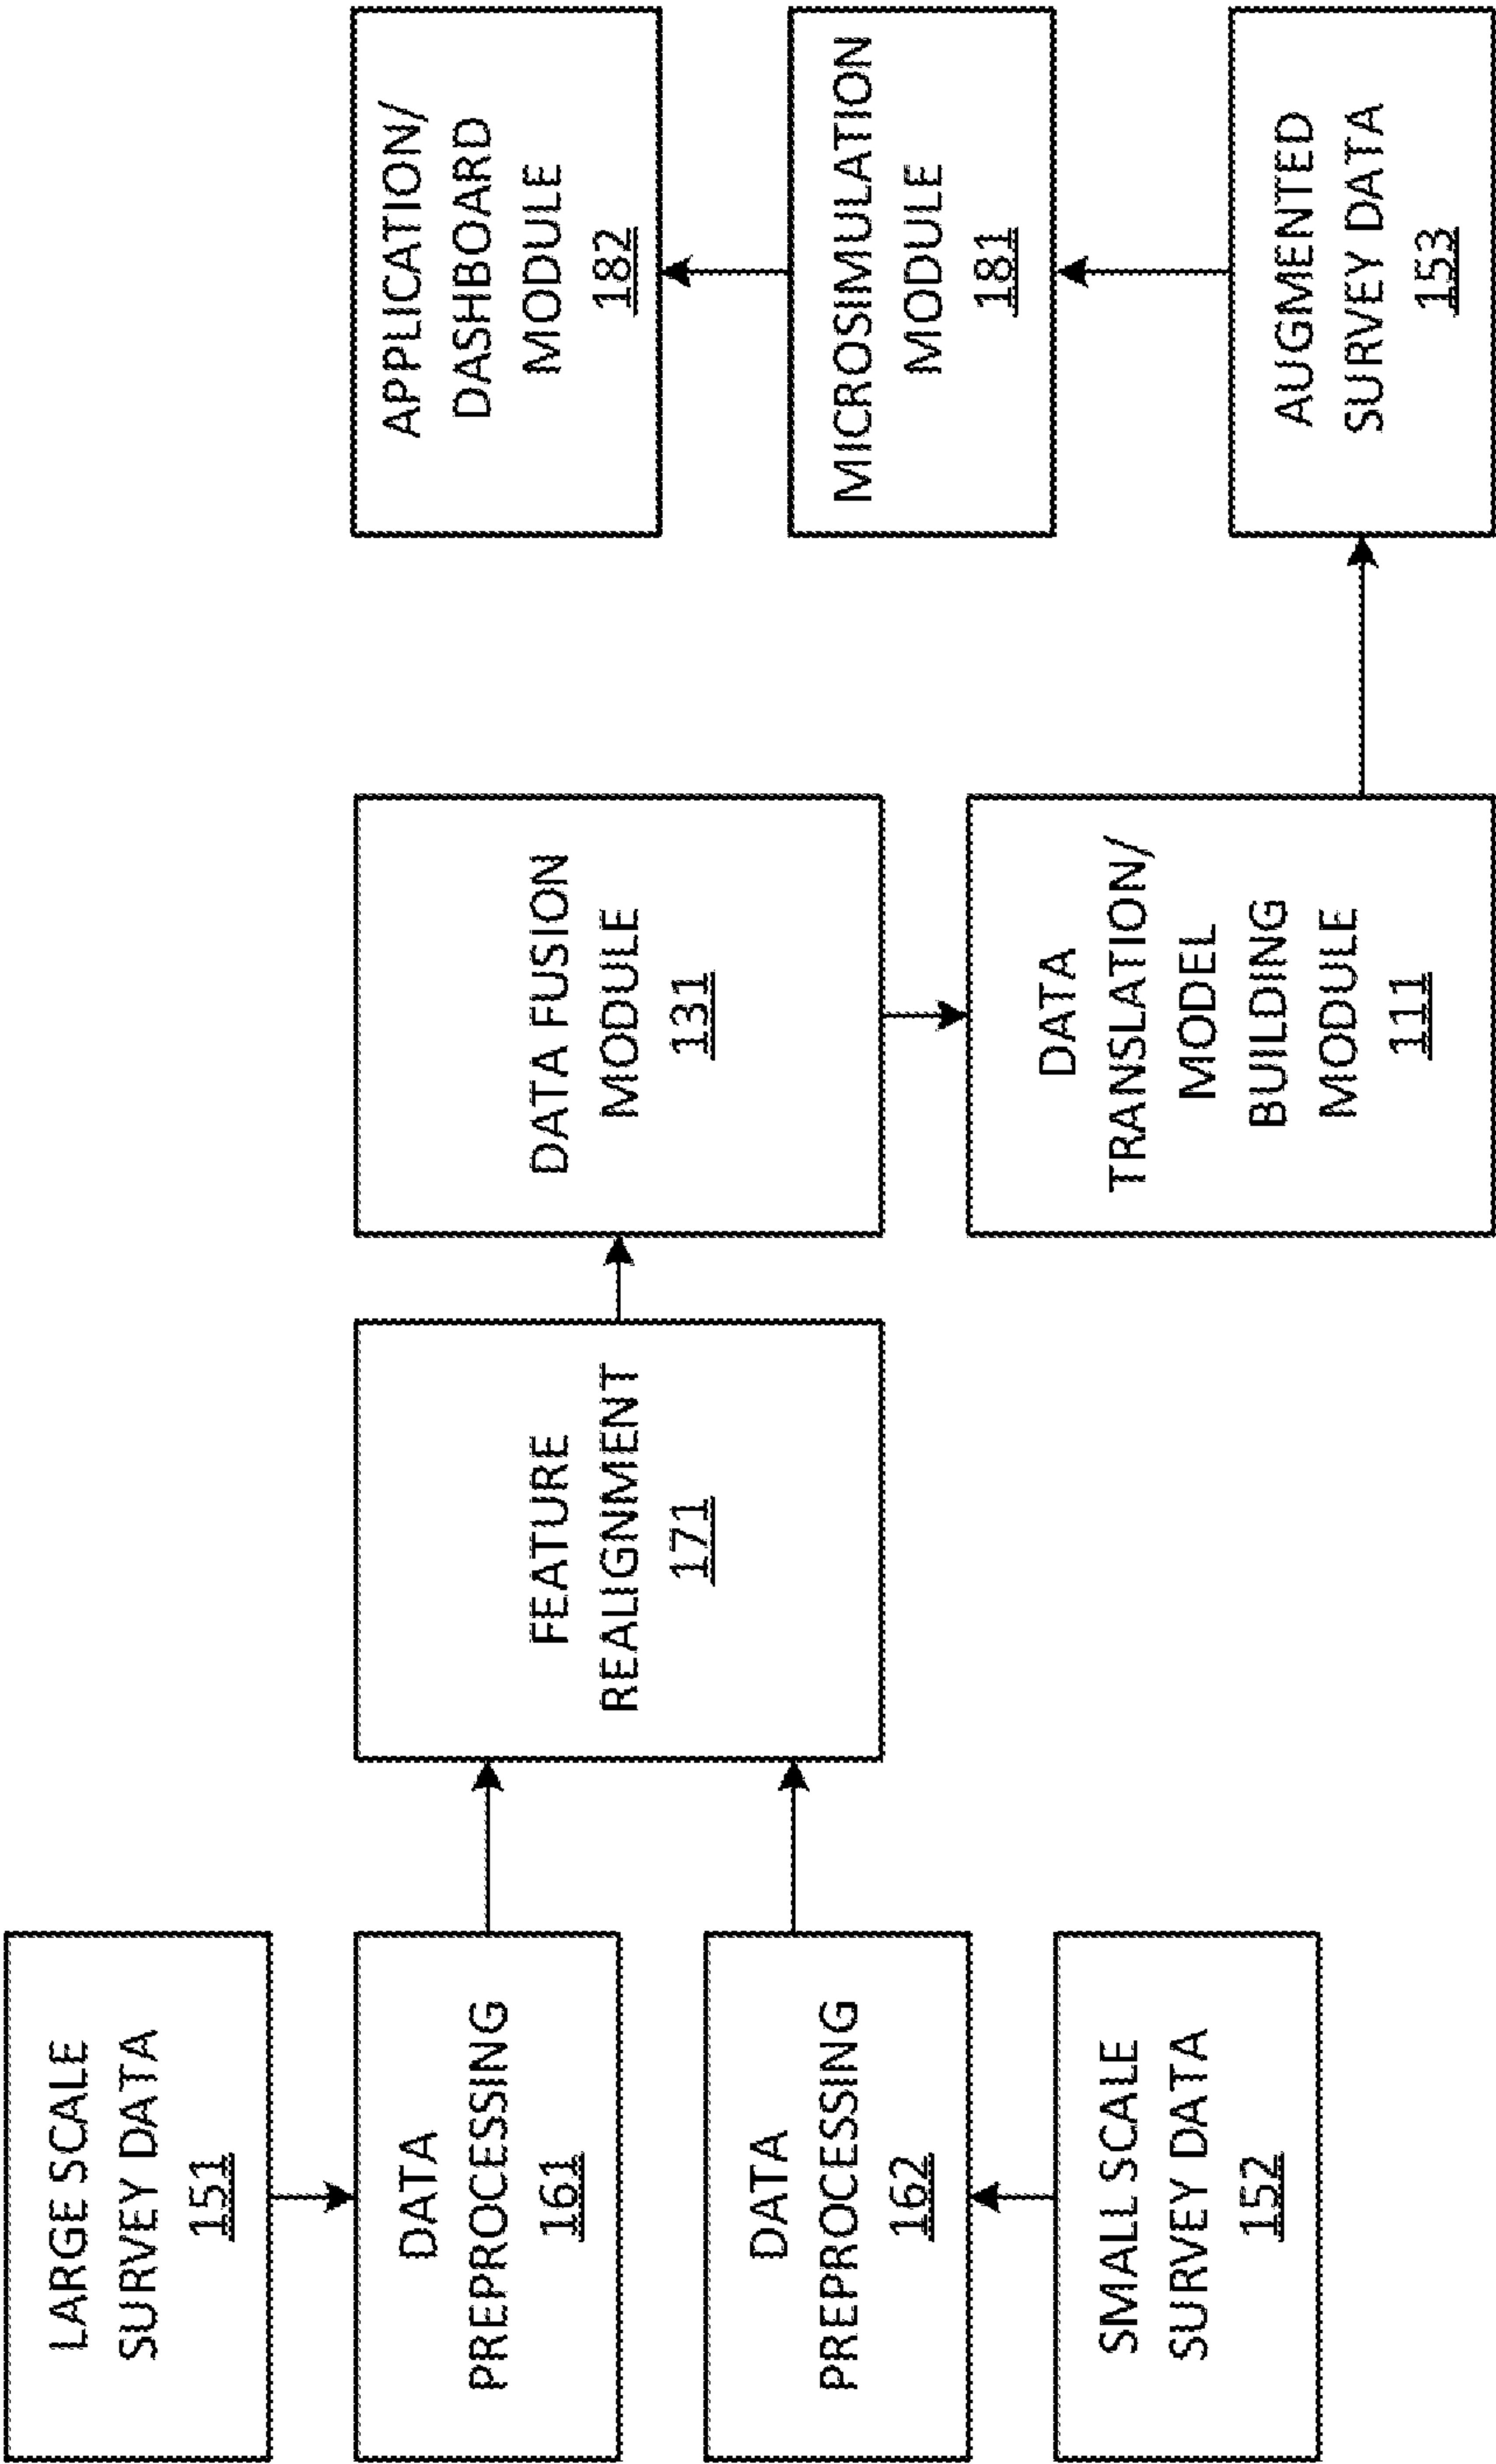 LARGE SCALE
SURVEY DATA
151
DATA
PREPROCESSING
161
DATA
PREPROCESSING
162
SMALL SCALE
SURVEY DATA
152
FEATURE
REALIGNMENT
171
DATA FUSION
MODULE
131
DATA
TRANSLATION/
MODEL
BUILDING
MODULE
111
APPLICATION/
DASHBOARD
MODULE
182
MICROSIMULATION
MODULE
181
AUGMENTED
SURVEY DATA
153